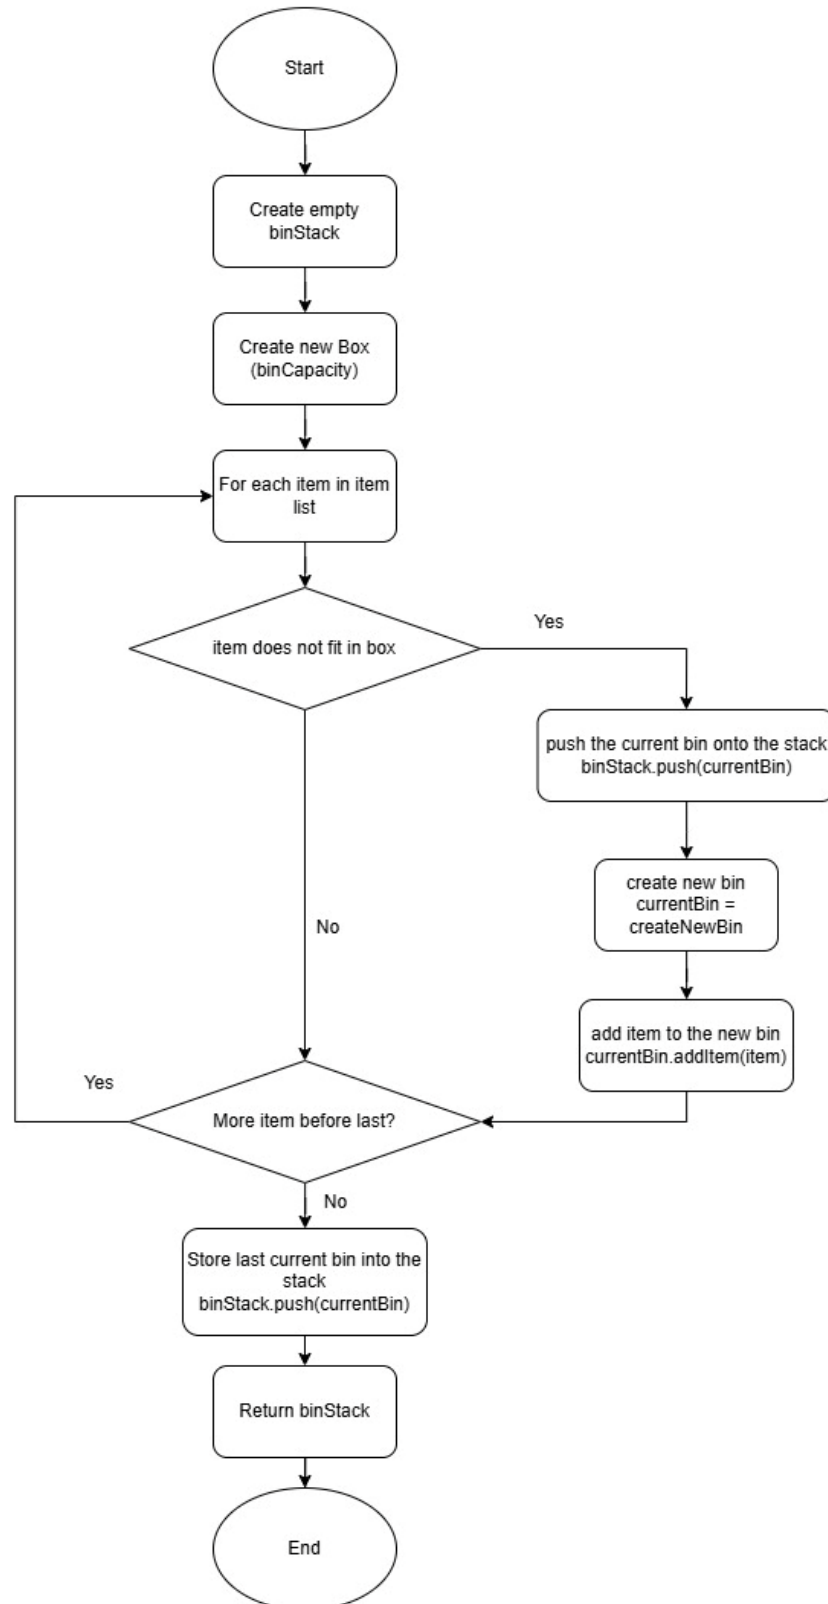 Start
Create empty
binStack
Create new Box
(binCapacity)
For each item in item
list
item does not fit in box
Yes
push the current bin onto the stack
binStack.push(currentBin)
create new bin
currentBin =
createNewBin
No
add item to the new bin
currentBin.addItem(item)
Yes
More item before last?
No
Store last current bin into the
stack
binStack.push(currentBin)
Return binStack
End